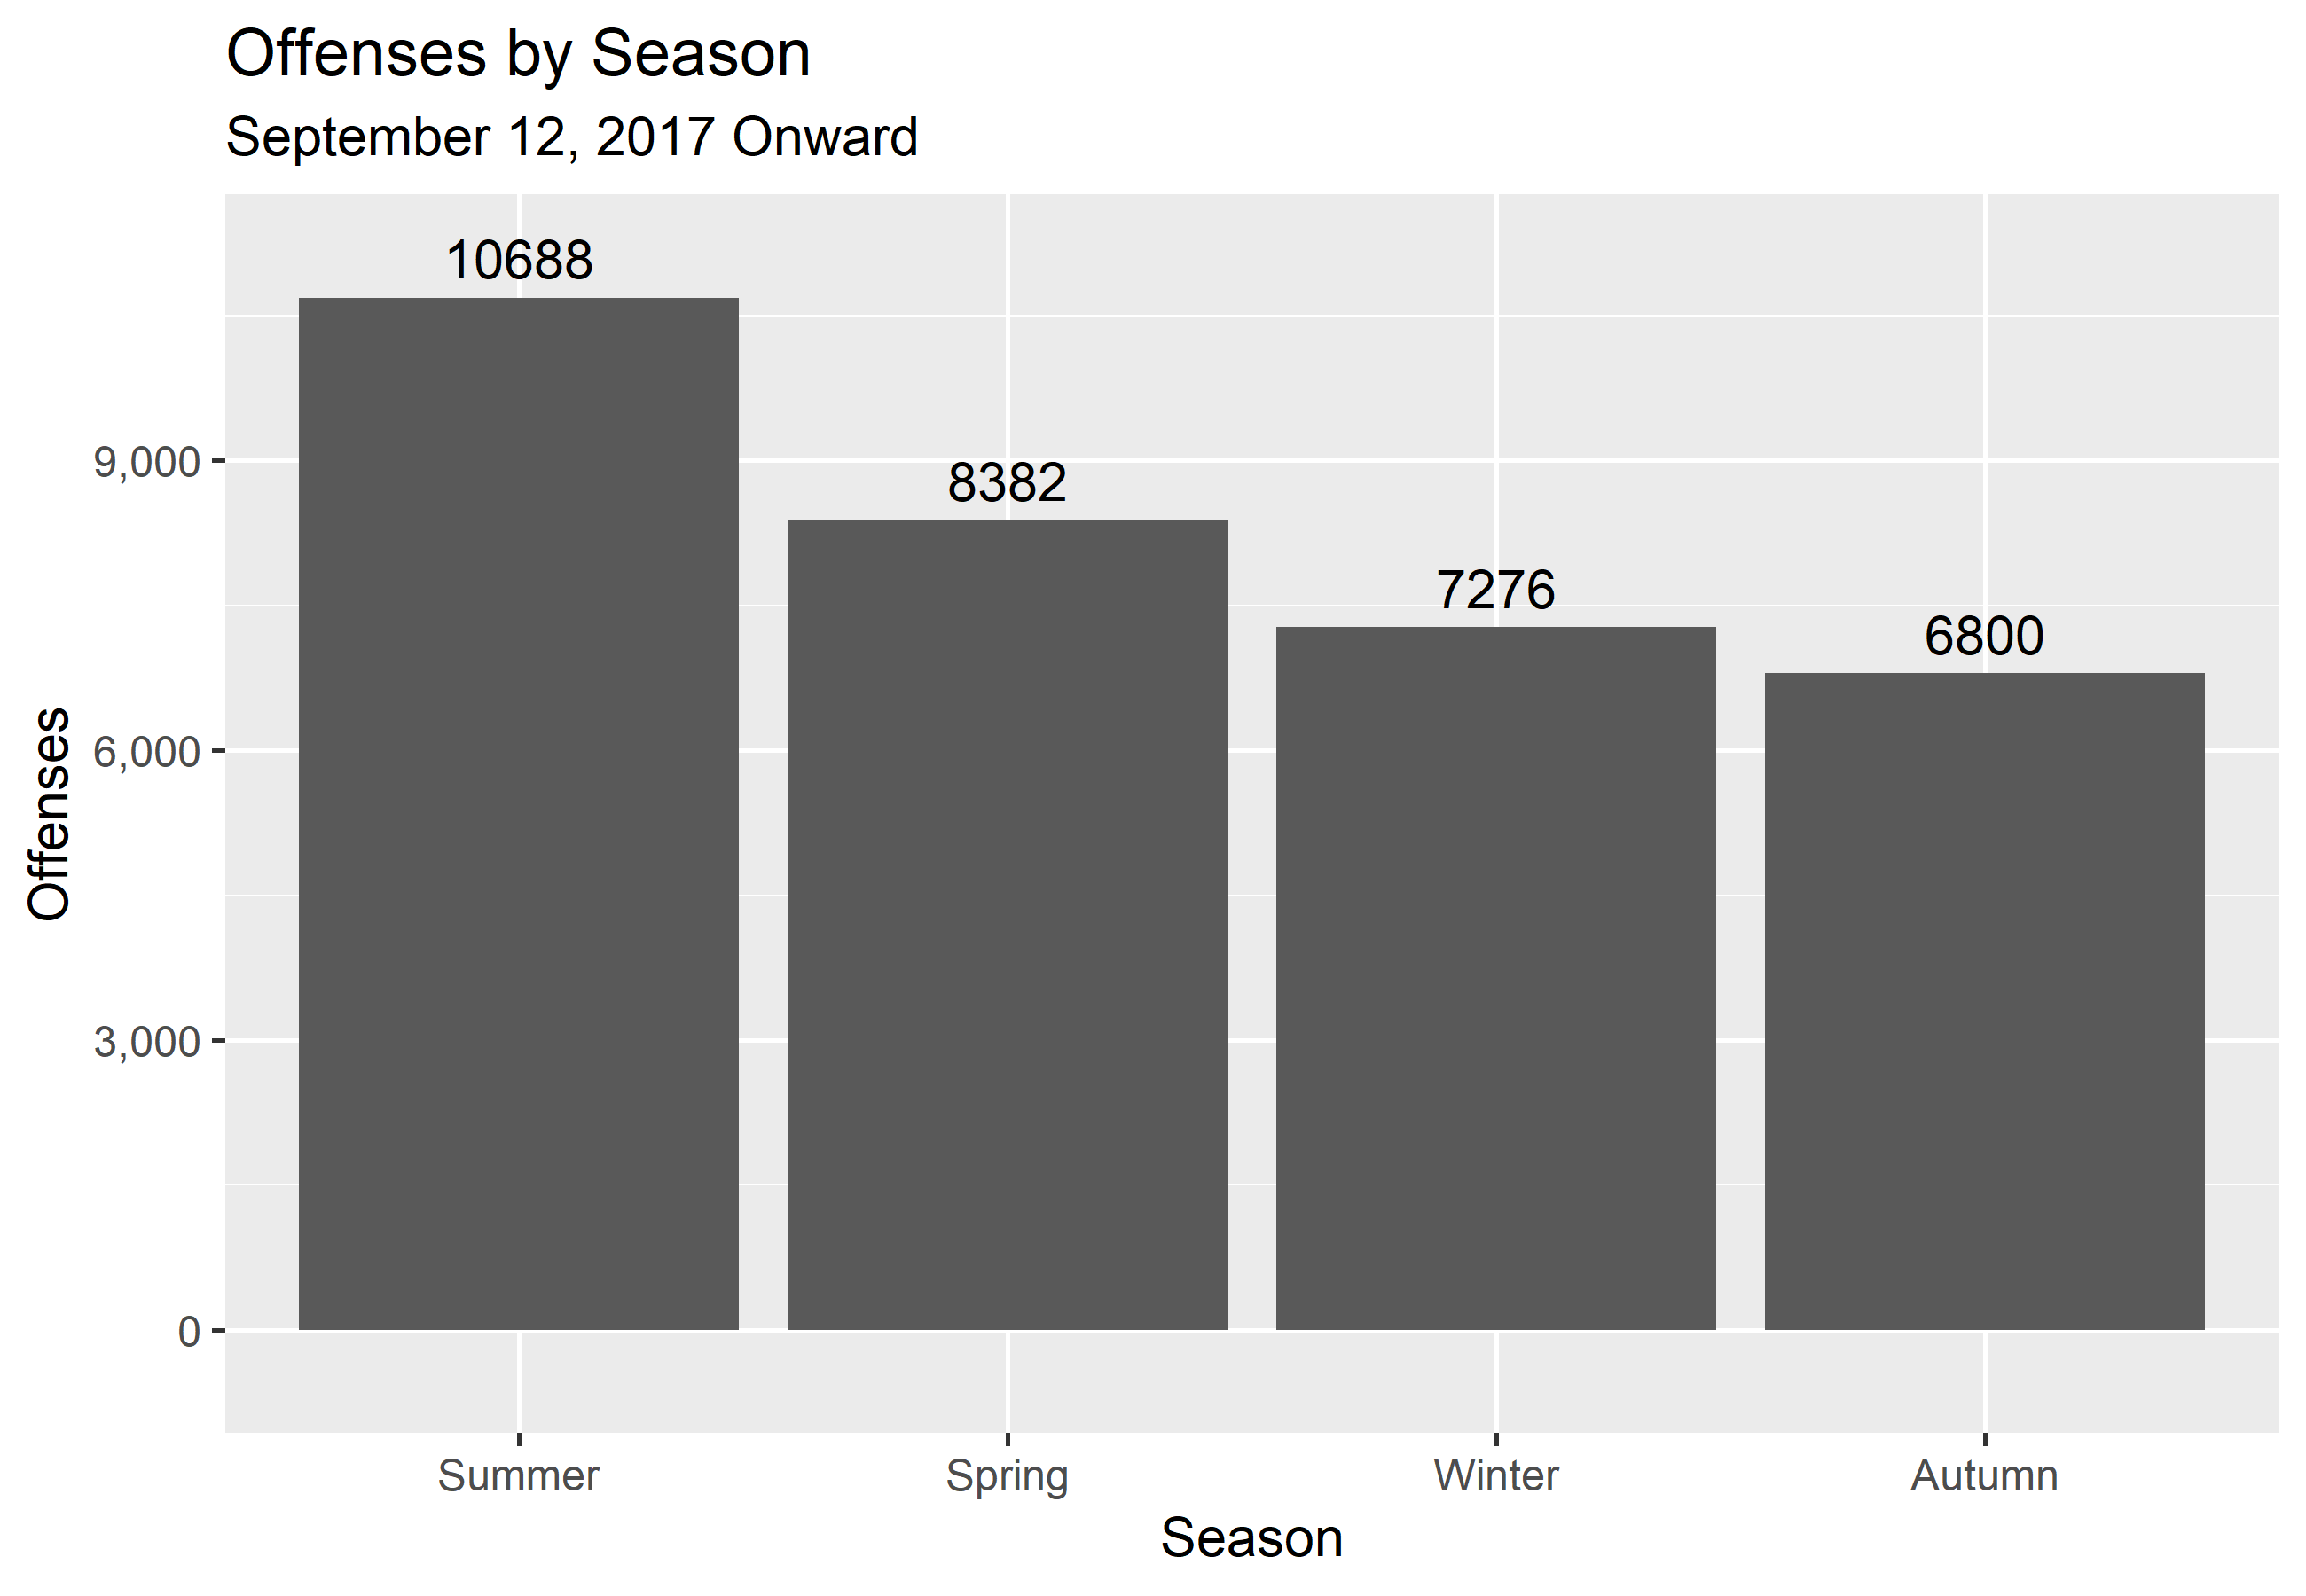 Offenses by Season
September 12, 2017 Onward
10688
8382
7276
6800
9,000
6,000
3,000
0
Offenses
Summer Spring Winter Autumn
Season